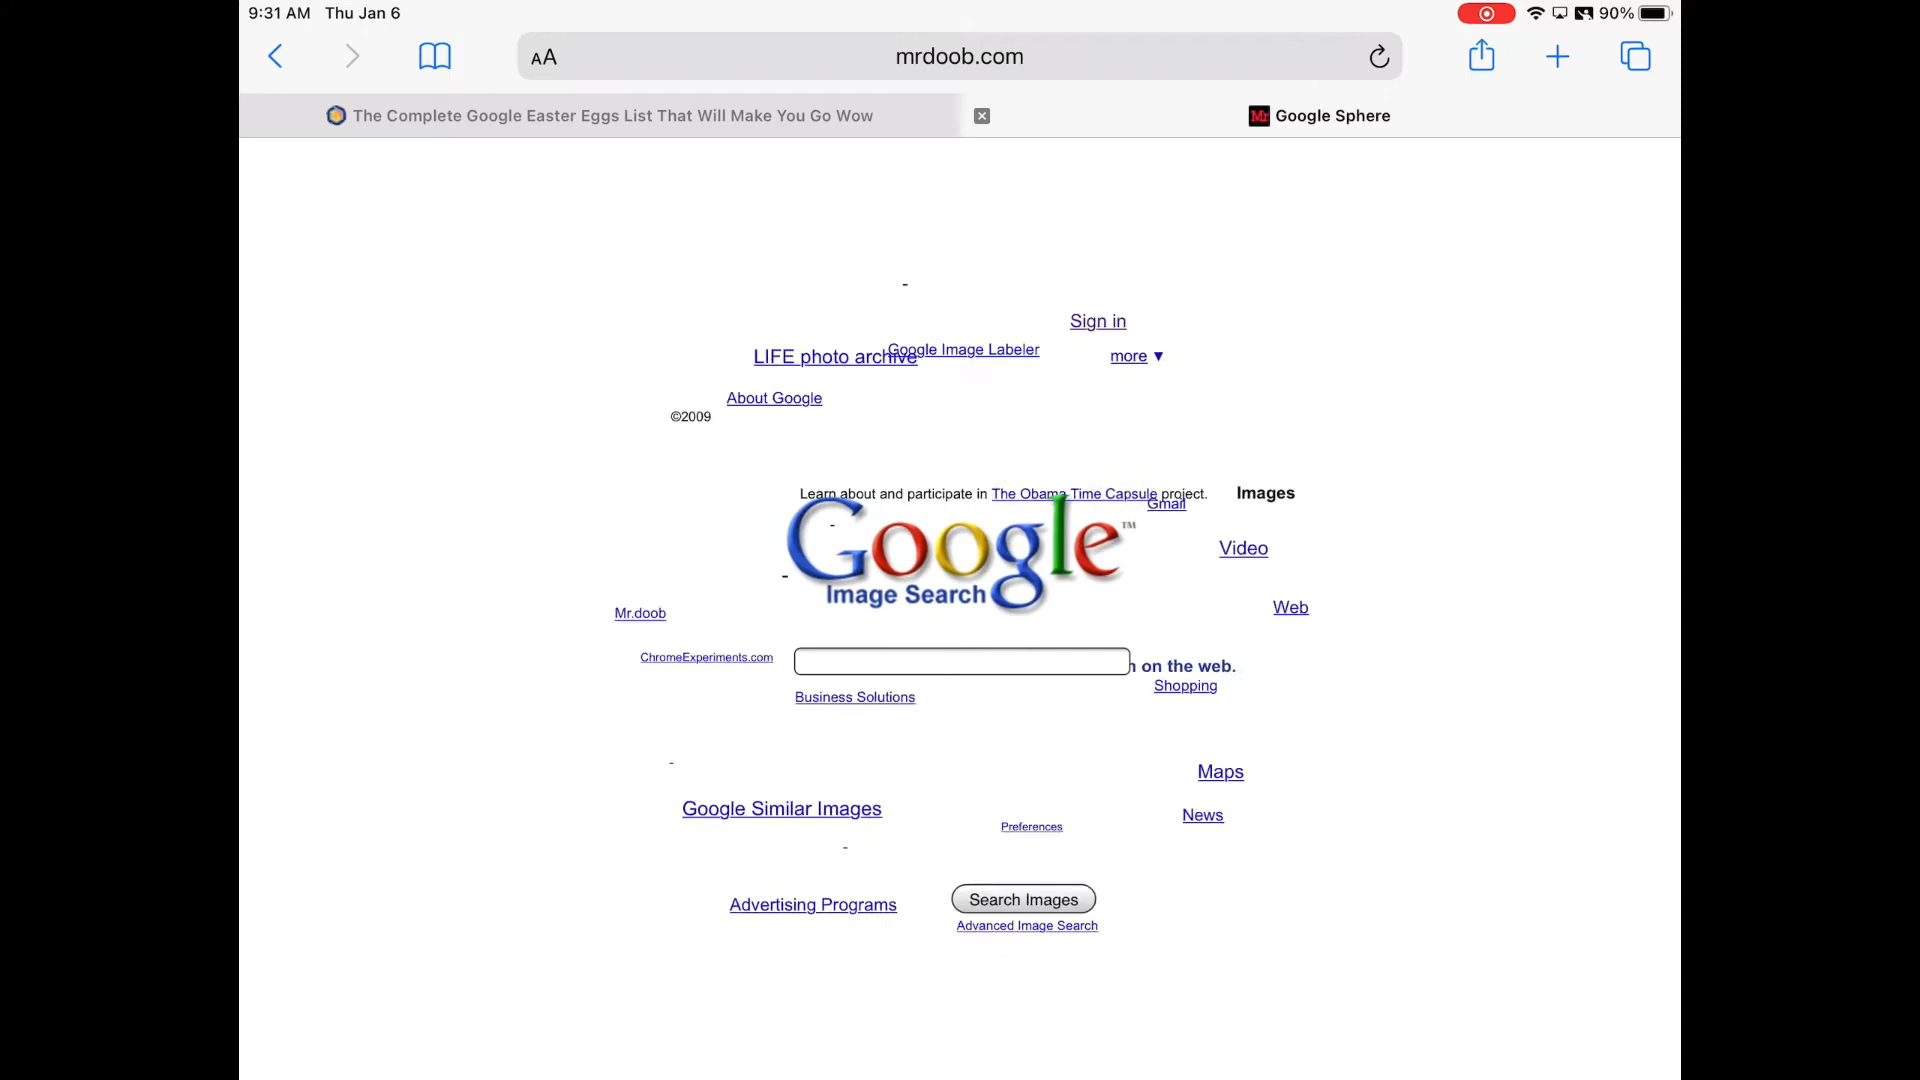 9:31 AM Thu Jan 6
90%
AA mrdoob.com
The Complete Google Easter Eggs List That Will Make You Go Wow
Mr Google Sphere
-
Sign in
LIFE photo archive Google Image Labeler more ▼
About Google
©2009
Learn about and participate in The Obama Time Capsule project. Images
Gmail
-
Google™
Video
-
Image Search
Web
Mr.doob
ChromeExperiments.com
on the web.
Shopping
Business Solutions
-
Maps
Google Similar Images
News
Preferences
-
Search Images
Advertising Programs
Advanced Image Search